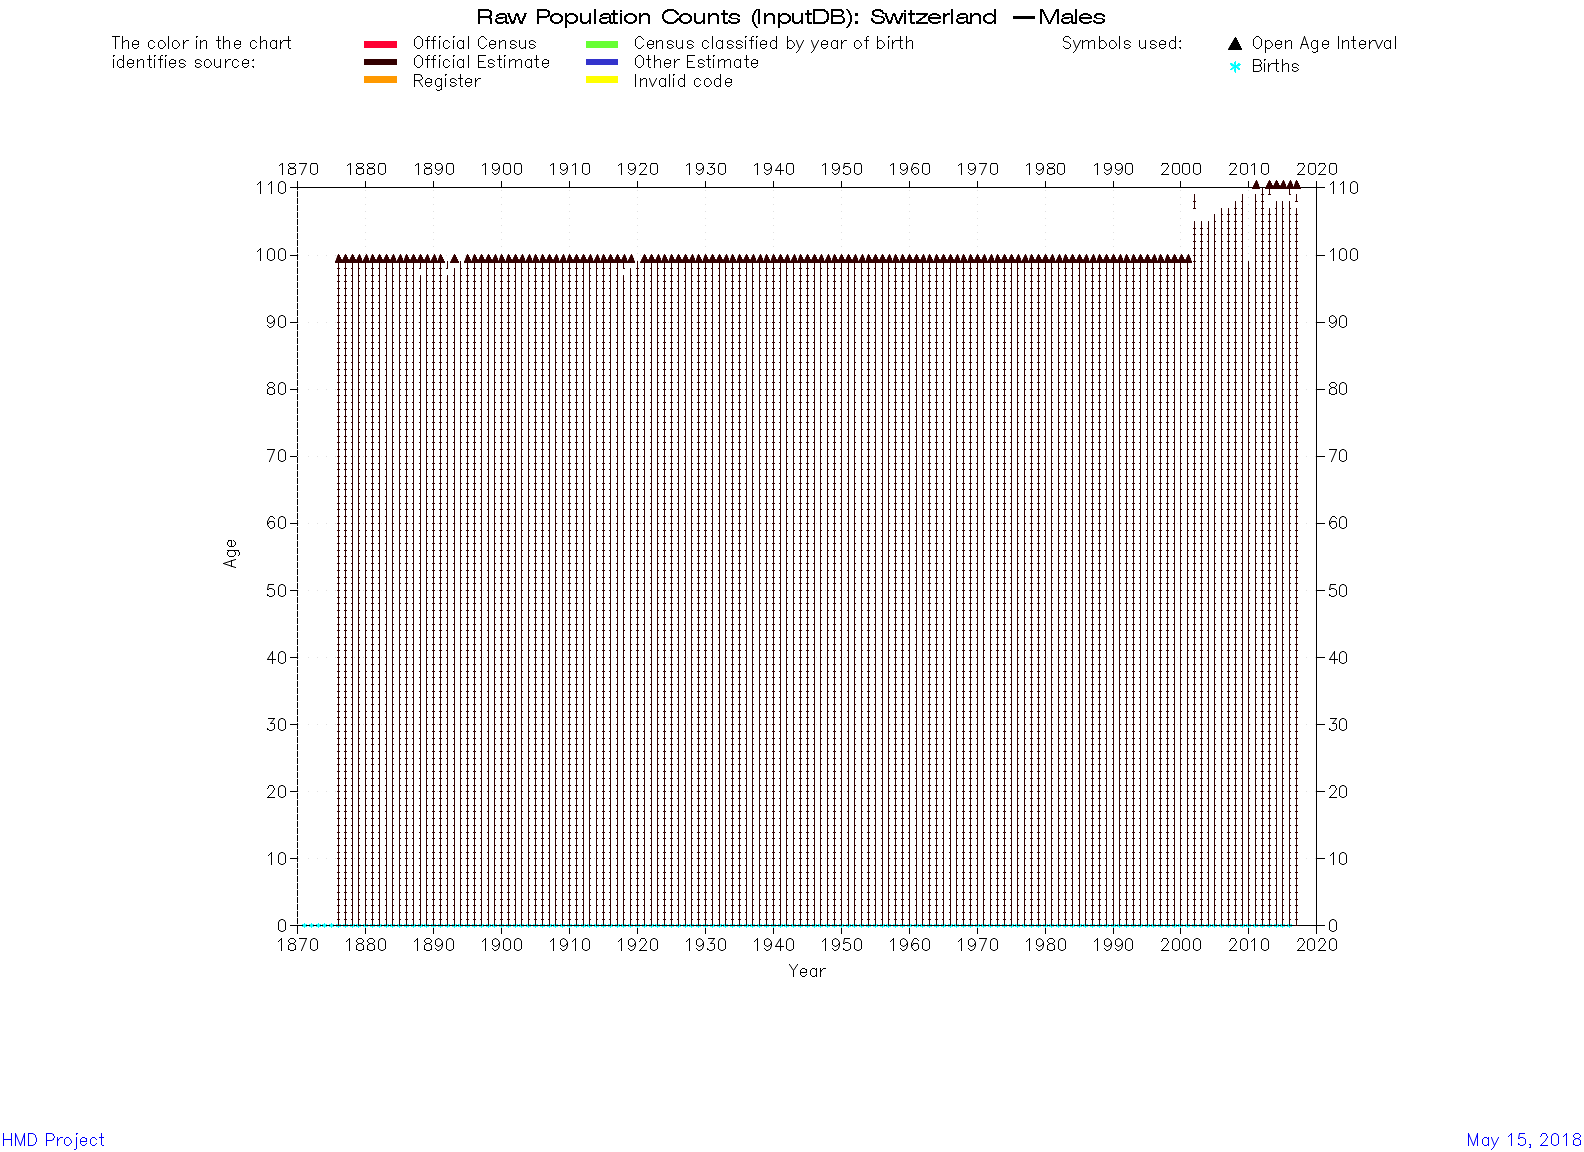 Raw Population Counts (InputDB): Switzerland — Males
The color in the chart
identifies source:
Official Census
Official Estimate
Register
Census classified by year of birth
Other Estimate
Invalid code
Symbols used:
▲ Open Age Interval
* Births
1870 1880 1890 1900 1910 1920 1930 1940 1950 1960 1970 1980 1990 2000 2010 2020
110 110
100 100
90 90
80 80
70 70
60 60
Age
50 50
40 40
30 30
20 20
10 10
0 0
1870 1880 1890 1900 1910 1920 1930 1940 1950 1960 1970 1980 1990 2000 2010 2020
Year
HMD Project
May 15, 2018